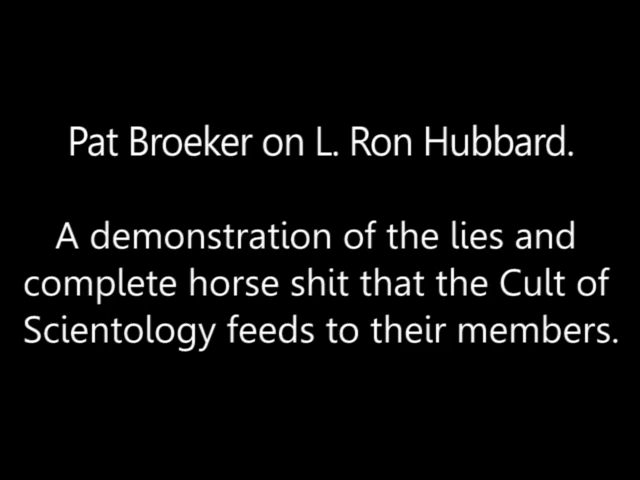 Pat Broeker on L. Ron Hubbard.
A demonstration of the lies and
complete horse shit that the Cult of
Scientology feeds to their members.